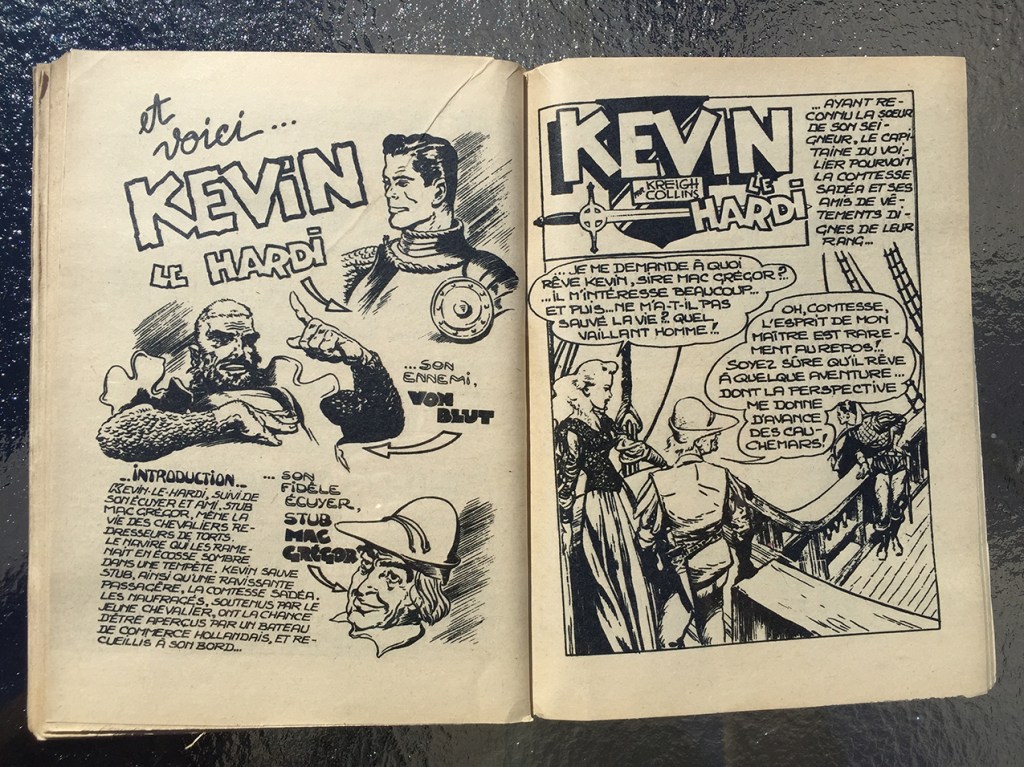 et
voici...
KEViN
LE HARDi
...SON
ENNEMI,
VON
BLUT
...INTRODUCTION...
KEVIN-LE-HARDI, SUIVI DE
SON ÉCUYER ET AMI, STUB
MAC GRÉGOR, MÈNE LA
VIE DES CHEVALIERS RE-
DRESSEURS DE TORTS.
LE NAVIRE QUI LES RAME-
NAIT EN ÉCOSSE SOMBRE
DANS UNE TEMPÊTE. KEVIN SAUVE
STUB, AINSI QU'UNE RAVISSANTE
PASSAGÈRE, LA COMTESSE SADÉA.
LES NAUFRAGÉS, SOUTENUS PAR LE
JEUNE CHEVALIER, ONT LA CHANCE
D'ÊTRE APERÇUS PAR UN BATEAU
DE COMMERCE HOLLANDAIS, ET RE-
CUEILLIS À SON BORD...
...SON
FIDÈLE
ÉCUYER,
STUB
MAC
GRÉGOR
KEViN
LE
HARDi
PAR KREIGH
COLLINS
...AYANT RE-
CONNU LA SŒUR
DE SON SEI-
GNEUR, LE CAPI-
TAINE DU VOI-
LIER POURVOIT
LA COMTESSE
SADÉA ET SES
AMIS DE VÊ-
TEMENTS DI-
GNES DE LEUR
RANG...
...JE ME DEMANDE À QUOI
RÊVE KEVIN, SIRE MAC GRÉGOR?..
...IL M'INTÉRESSE BEAUCOUP...
ET PUIS... NE M'A-T-IL PAS
SAUVÉ LA VIE?.. QUEL
VAILLANT HOMME!
OH, COMTESSE,
L'ESPRIT DE MON
MAÎTRE EST RARE-
MENT AU REPOS!..
SOYEZ SÛRE QU'IL RÊVE
À QUELQUE AVENTURE...
DONT LA PERSPECTIVE
ME DONNE
D'AVANCE
DES CAU-
CHEMARS!